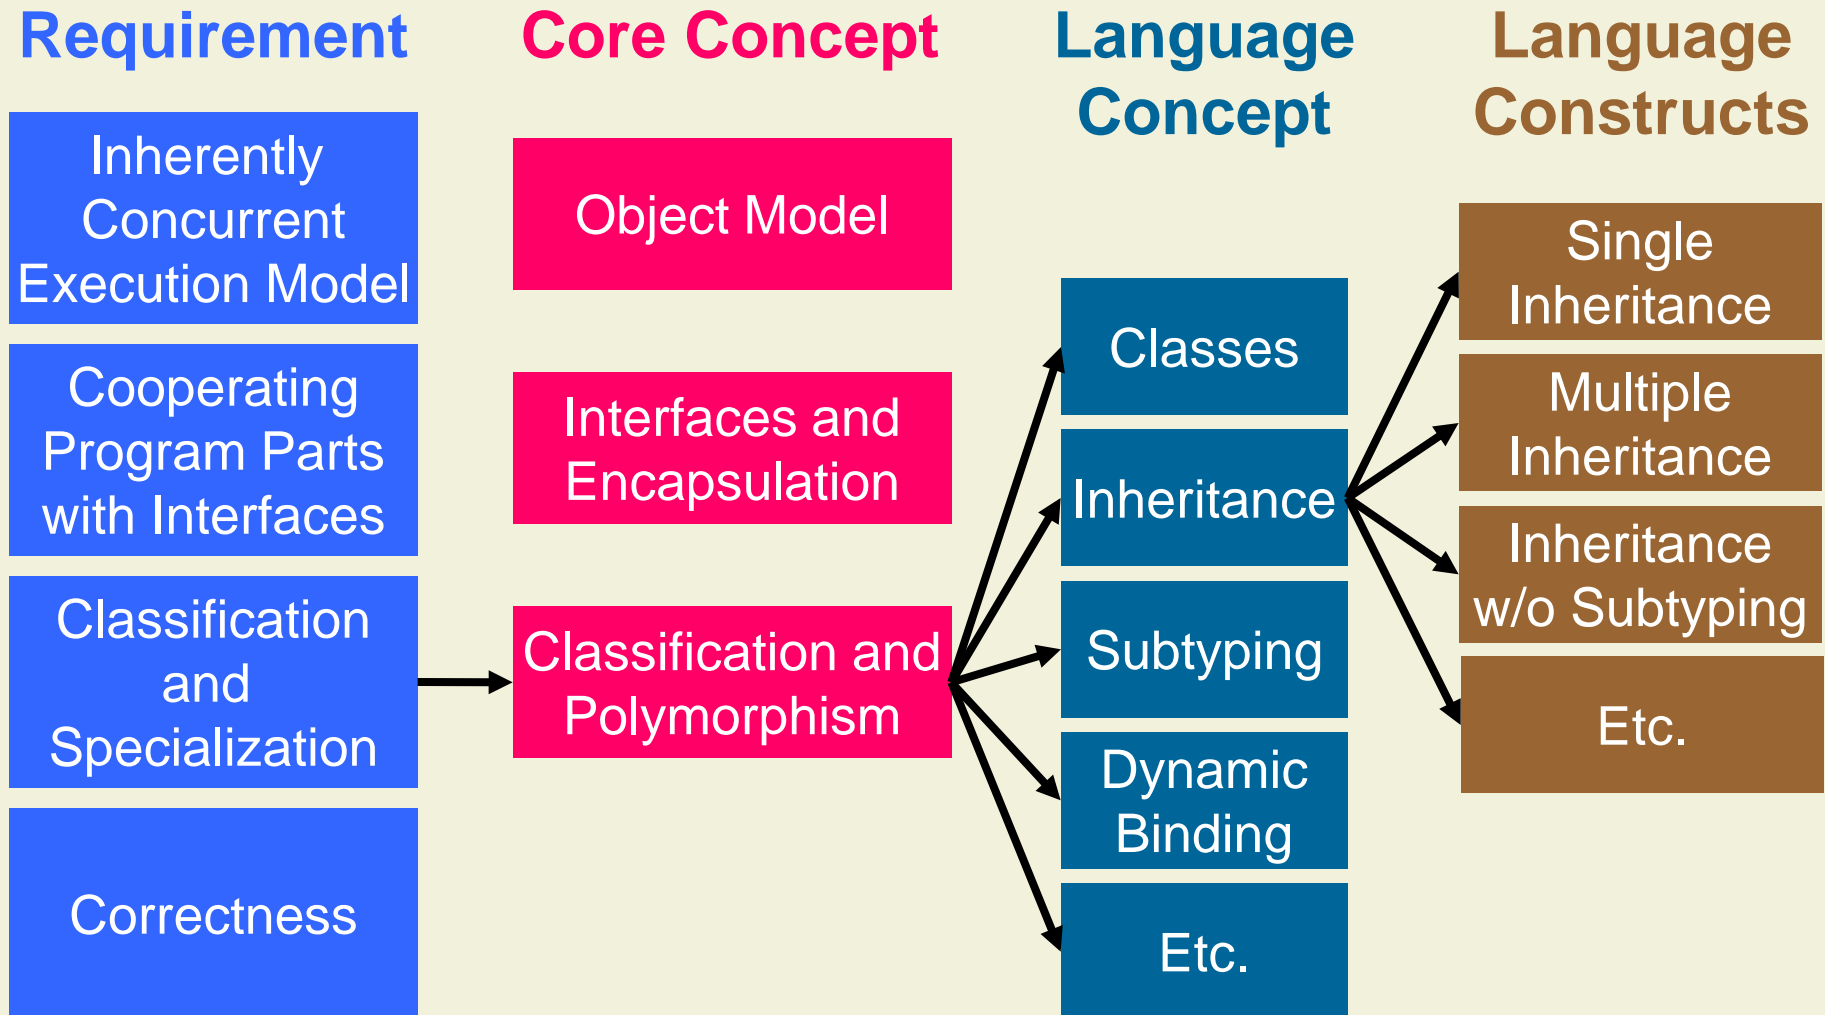 Requirement
Core Concept
Language
Concept
Language
Constructs
Inherently
Concurrent
Execution Model
Cooperating
Program Parts
with Interfaces
Classification
and
Specialization
Correctness
Object Model
Interfaces and
Encapsulation
Classification and
Polymorphism
Classes
Inheritance
Subtyping
Dynamic
Binding
Etc.
Single
Inheritance
Multiple
Inheritance
Inheritance
w/o Subtyping
Etc.